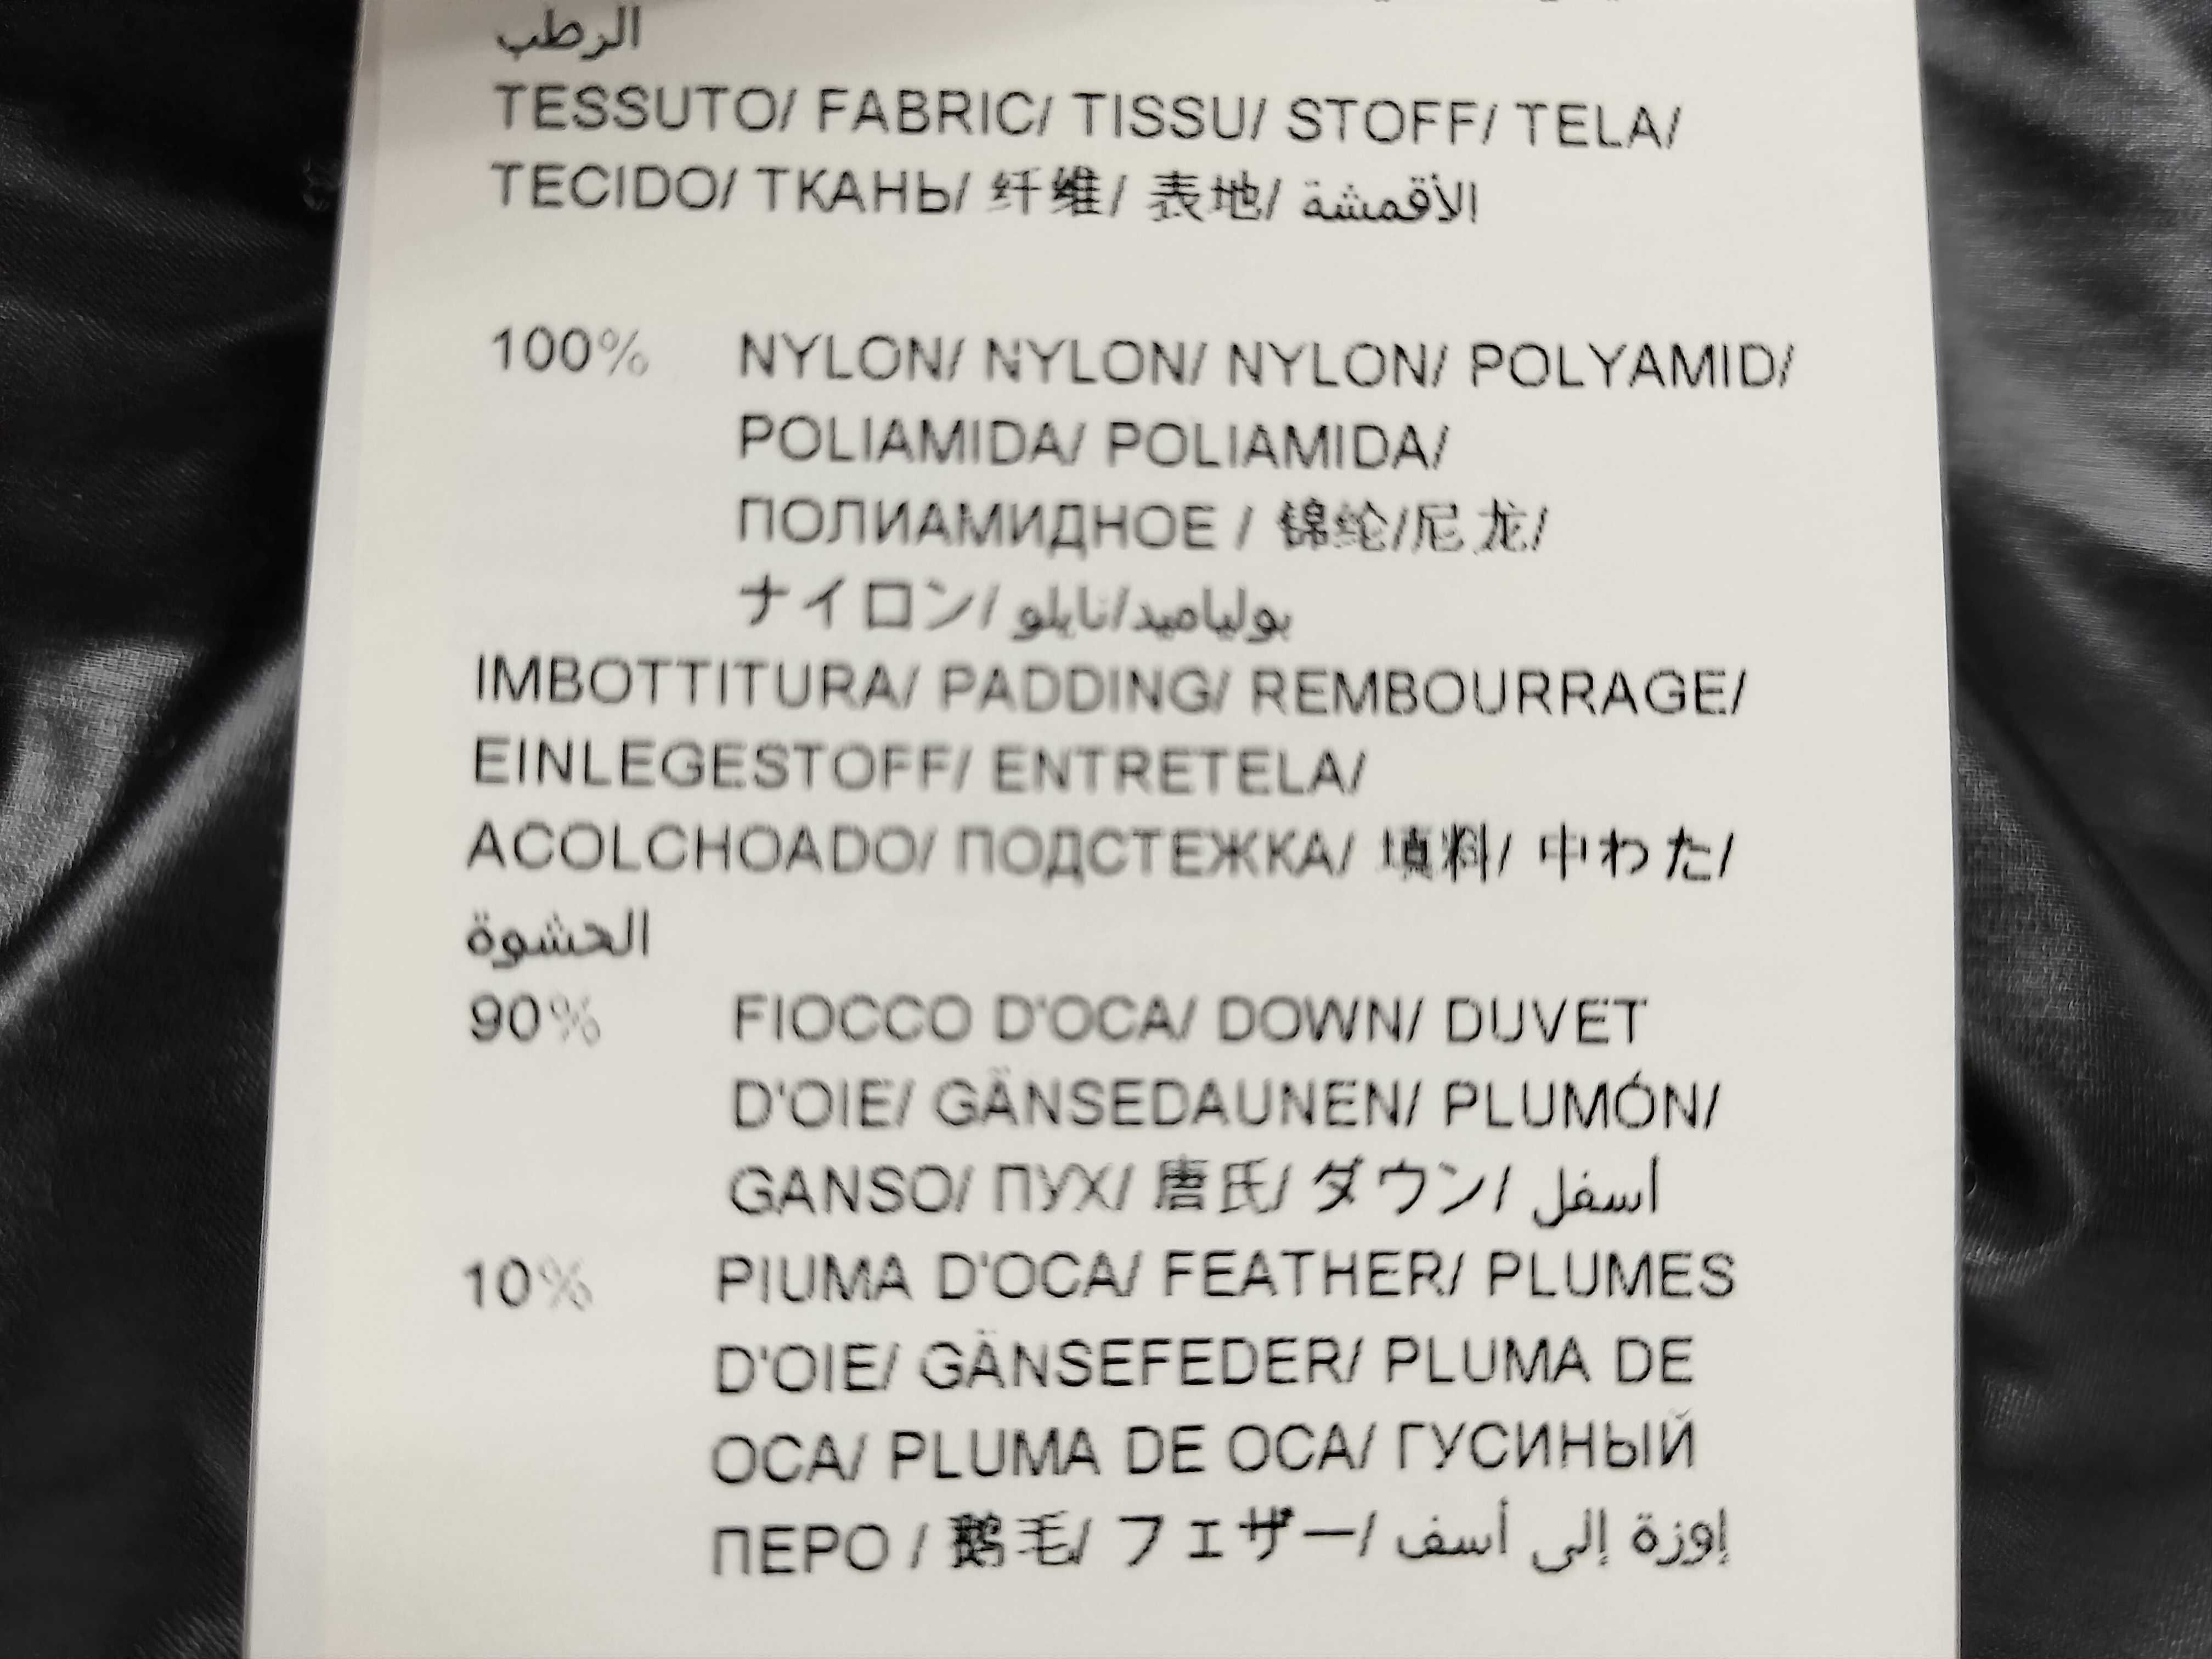 الرطب
TESSUTO/ FABRIC/ TISSU/ STOFF/ TELA/
TECIDO/ ТКАНЬ/ 纤维/ 表地/ الأقمشة
100% NYLON/ NYLON/ NYLON/ POLYAMID/
POLIAMIDA/ POLIAMIDA/
ПОЛИАМИДНОЕ / 锦纶/尼龙/
ナイロン/ بولياميد/نايلو
IMBOTTITURA/ PADDING/ REMBOURRAGE/
EINLEGESTOFF/ ENTRETELA/
ACOLCHOADO/ ПОДСТЕЖКА/ 填料/ 中わた/
الحشوة
90% FIOCCO D'OCA/ DOWN/ DUVET
D'OIE/ GÄNSEDAUNEN/ PLUMÓN/
GANSO/ ПУХ/ 唐氏/ ダウン/ أسفل
10% PIUMA D'OCA/ FEATHER/ PLUMES
D'OIE/ GÄNSEFEDER/ PLUMA DE
OCA/ PLUMA DE OCA/ ГУСИНЫЙ
ПЕРО / 鹅毛/ フェザー/ إوزة إلى أسف